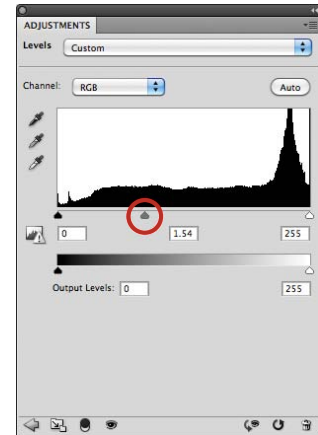 ADJUSTMENTS
Levels Custom
Channel: RGB Auto
0 1.54 255
Output Levels: 0 255